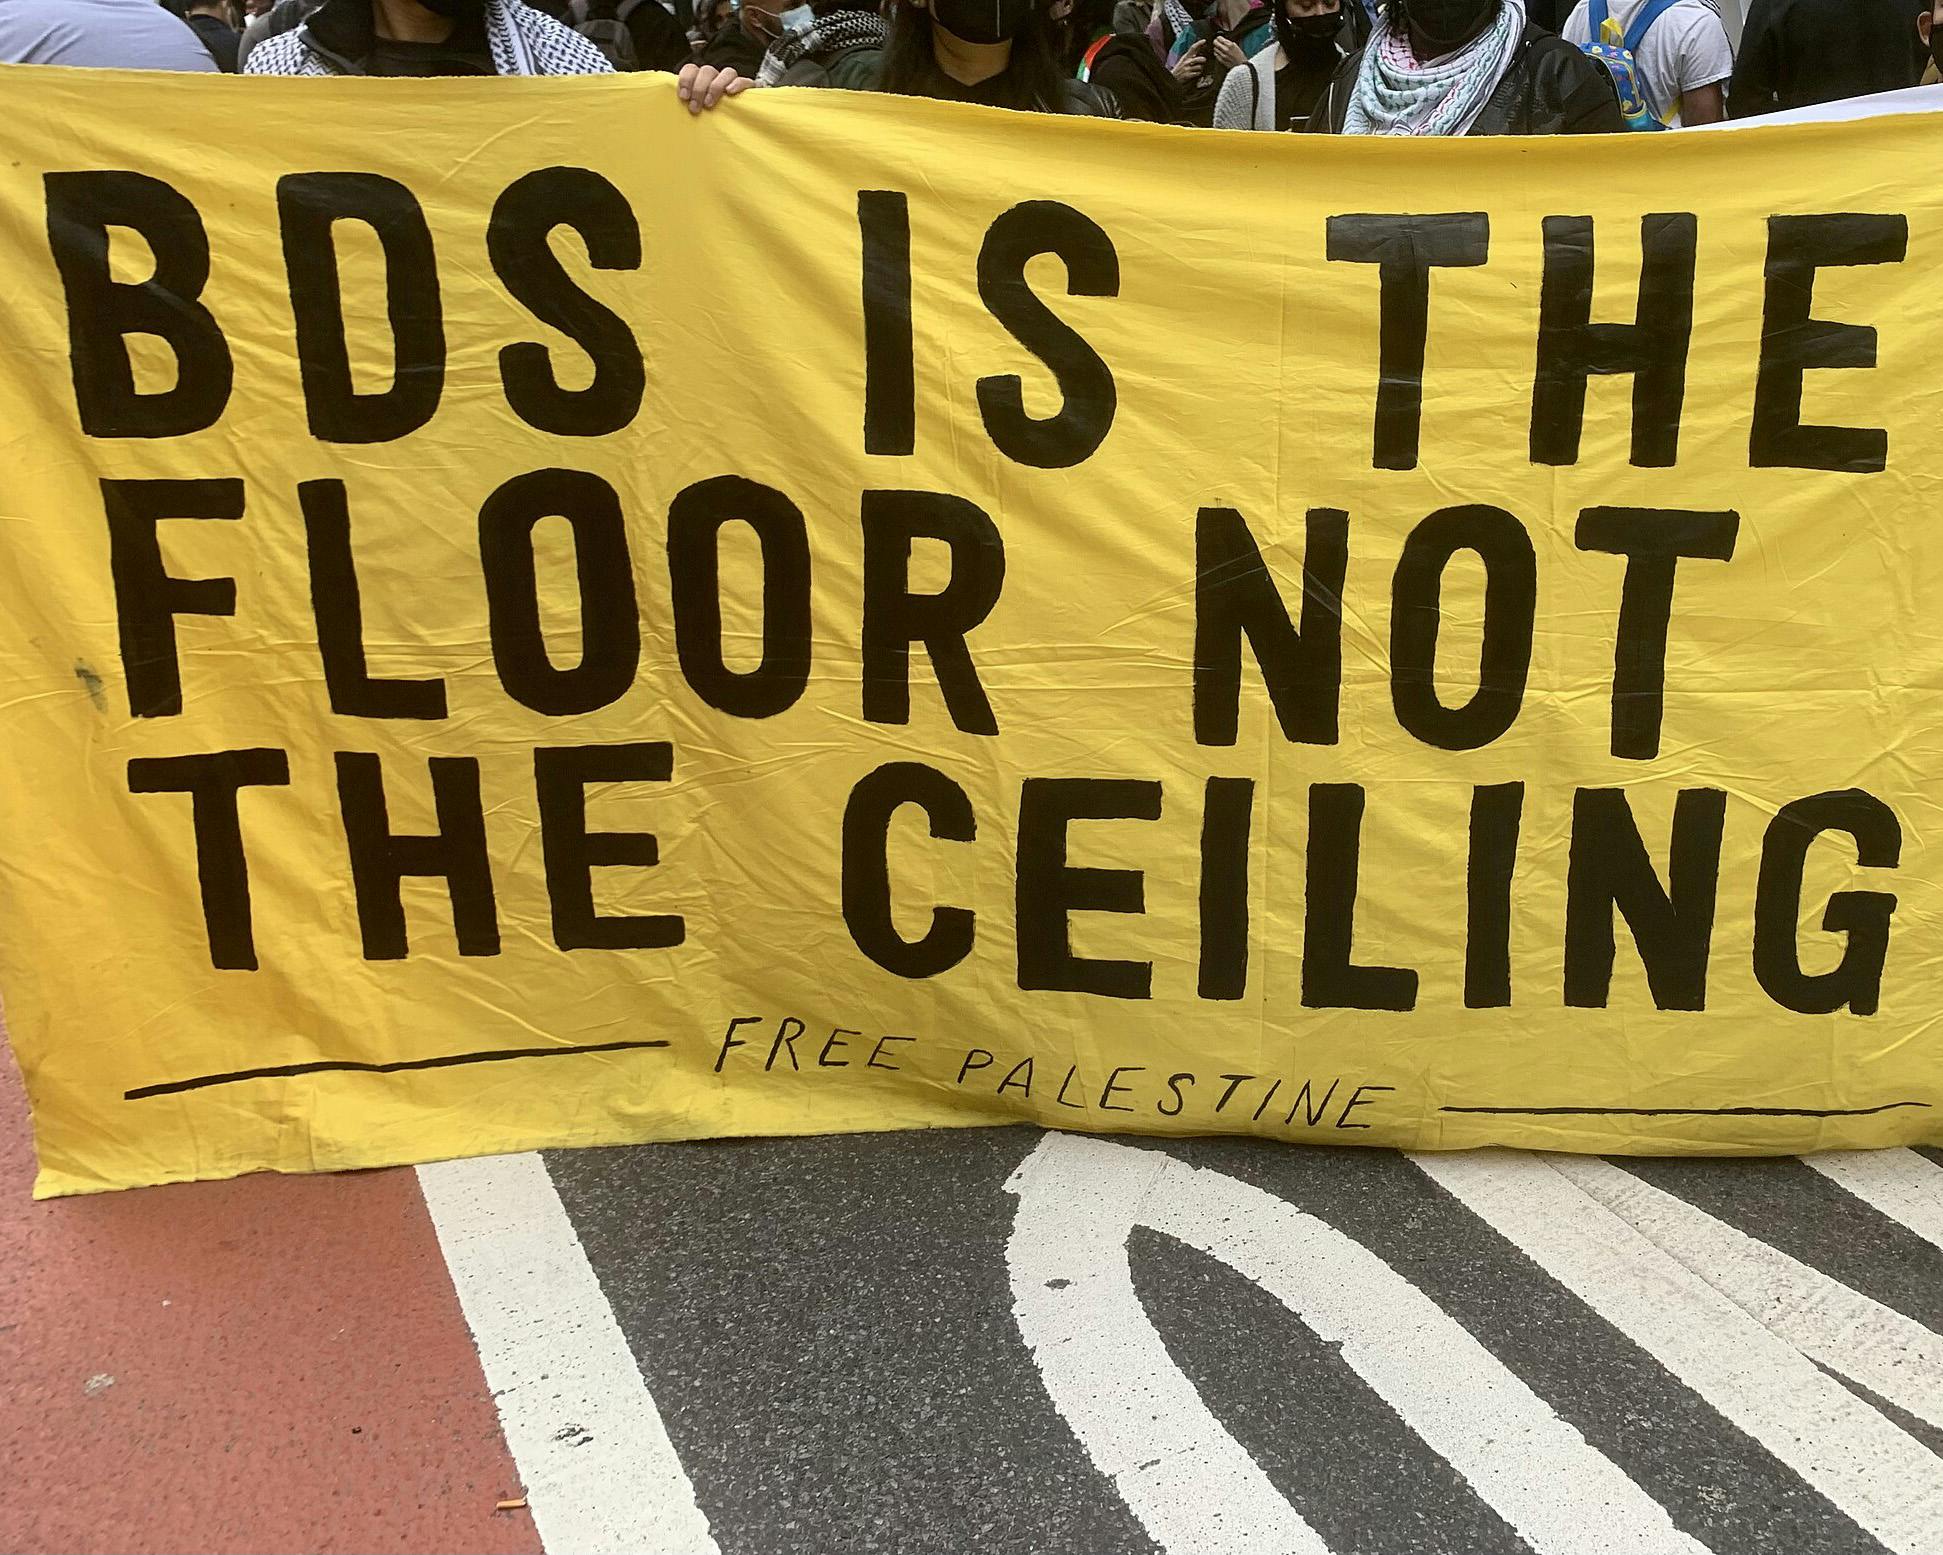 BDS IS THE
FLOOR NOT
THE CEILING
FREE PALESTINE